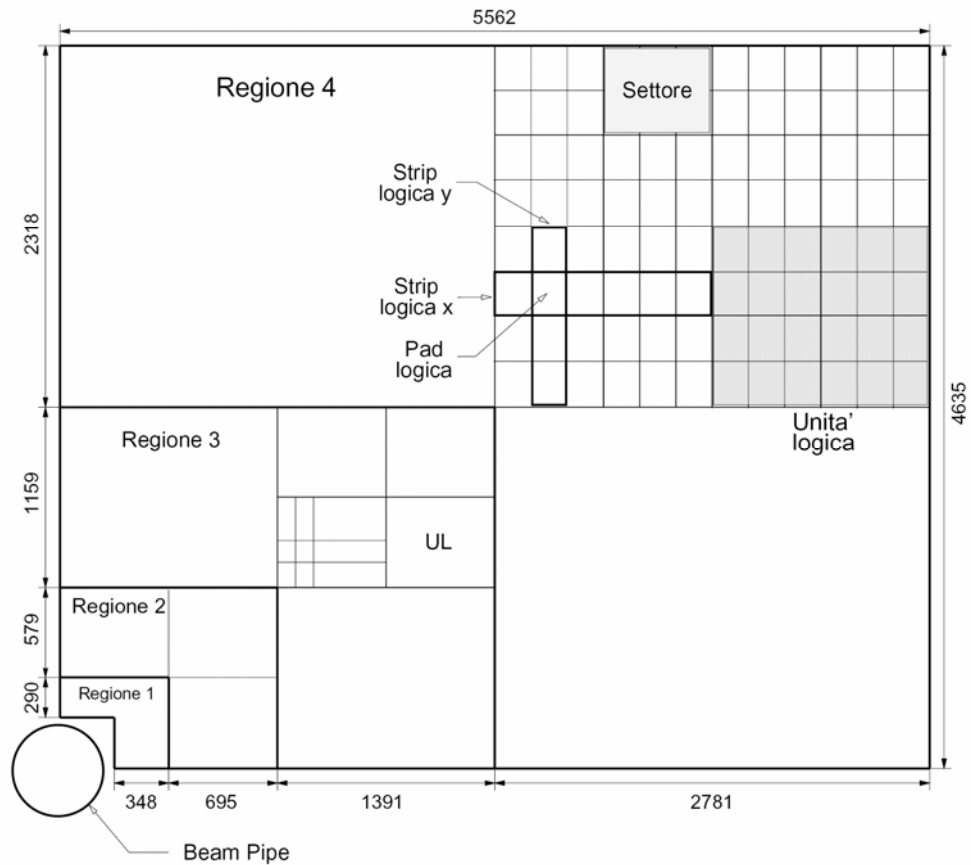 5562
Regione 4
Settore
Strip
logica y
2318
Strip
logica x
Pad
logica
4635
Unita'
logica
Regione 3
1159
UL
Regione 2
579
Regione 1
290
348
695
1391
2781
Beam Pipe